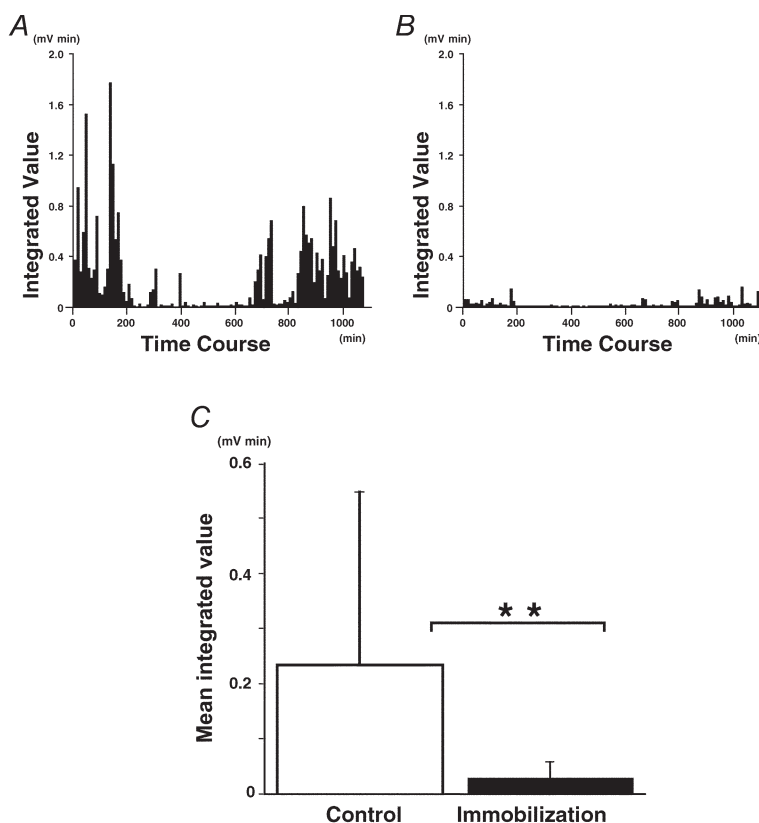 A
(mV min)
2.0
1.6
1.2
0.8
0.4
0
Integrated Value
0 200 400 600 800 1000
(min)
Time Course
B
(mV min)
2.0
1.6
1.2
0.8
0.4
0
Integrated Value
0 200 400 600 800 1000
(min)
Time Course
C
(mV min)
0.6
0.4
0.2
0
Mean integrated value
* *
Control Immobilization